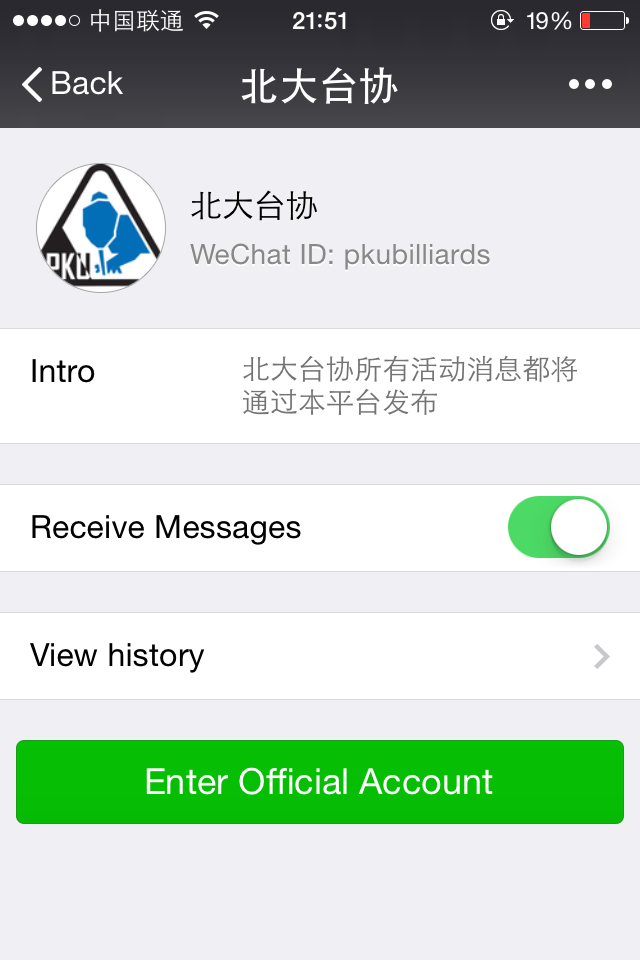 中国联通 21:51 19%
Back 北大台协
北大台协
WeChat ID: pkubilliards
PKU
Intro 北大台协所有活动消息都将
通过本平台发布
Receive Messages
View history
Enter Official Account